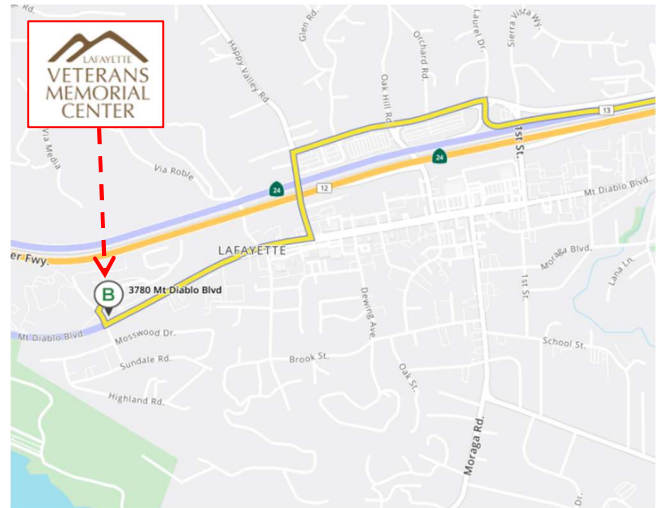 Rd.
LAFAYETTE
VETERANS
MEMORIAL
CENTER
Happy Valley Rd.
Glen Rd.
Orchard Rd.
Laurel Dr.
Sierra Vista Wy.
Oak Hill Rd.
Via Media
Via Roble
13
1st St.
24
24
12
Mt Diablo Blvd
LAFAYETTE
er Fwy.
Moraga Blvd.
Lana Ln.
B
3780 Mt Diablo Blvd
1st St.
Dewing Ave.
Mt Diablo Blvd
Mosswood Dr.
School St.
Sundale Rd.
Brook St.
Oak St.
Highland Rd.
Moraga Rd.
Dr.